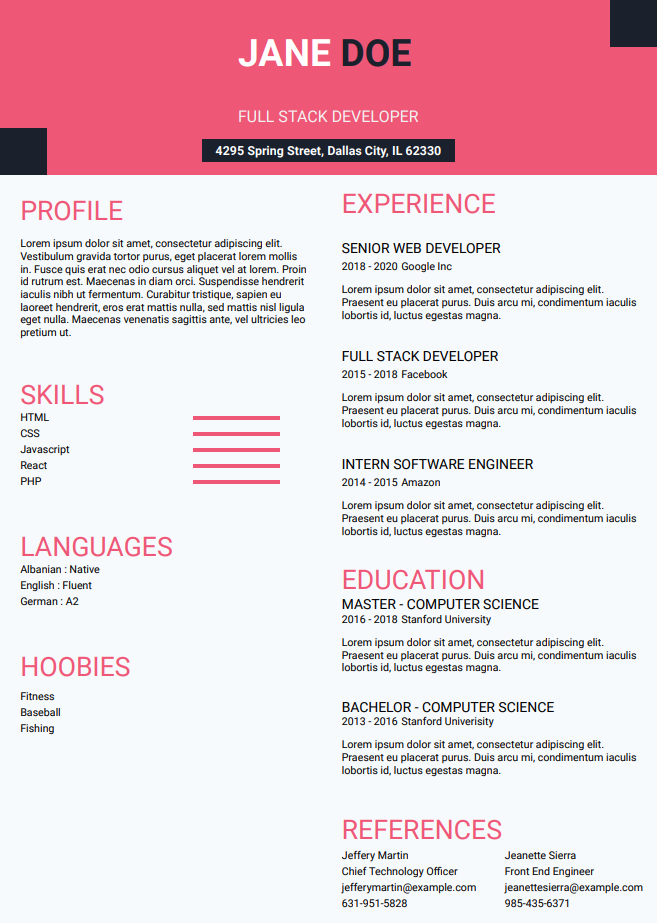 JANE DOE
FULL STACK DEVELOPER
4295 Spring Street, Dallas City, IL 62330
PROFILE
Lorem ipsum dolor sit amet, consectetur adipiscing elit.
Vestibulum gravida tortor purus, eget placerat lorem mollis
in. Fusce quis erat nec odio cursus aliquet vel at lorem. Proin
id rutrum est. Maecenas in diam orci. Suspendisse hendrerit
iaculis nibh ut fermentum. Curabitur tristique, sapien eu
laoreet hendrerit, eros erat mattis nulla, sed mattis nisl ligula
eget nulla. Maecenas venenatis sagittis ante, vel ultricies leo
pretium ut.
SKILLS
HTML
CSS
Javascript
React
PHP
LANGUAGES
Albanian : Native
English : Fluent
German : A2
HOOBIES
Fitness
Baseball
Fishing
EXPERIENCE
SENIOR WEB DEVELOPER
2018 - 2020 Google Inc
Lorem ipsum dolor sit amet, consectetur adipiscing elit.
Praesent eu placerat purus. Duis arcu mi, condimentum iaculis
lobortis id, luctus egestas magna.
FULL STACK DEVELOPER
2015 - 2018 Facebook
Lorem ipsum dolor sit amet, consectetur adipiscing elit.
Praesent eu placerat purus. Duis arcu mi, condimentum iaculis
lobortis id, luctus egestas magna.
INTERN SOFTWARE ENGINEER
2014 - 2015 Amazon
Lorem ipsum dolor sit amet, consectetur adipiscing elit.
Praesent eu placerat purus. Duis arcu mi, condimentum iaculis
lobortis id, luctus egestas magna.
EDUCATION
MASTER - COMPUTER SCIENCE
2016 - 2018 Stanford University
Lorem ipsum dolor sit amet, consectetur adipiscing elit.
Praesent eu placerat purus. Duis arcu mi, condimentum iaculis
lobortis id, luctus egestas magna.
BACHELOR - COMPUTER SCIENCE
2013 - 2016 Stanford Univerisity
Lorem ipsum dolor sit amet, consectetur adipiscing elit.
Praesent eu placerat purus. Duis arcu mi, condimentum iaculis
lobortis id, luctus egestas magna.
REFERENCES
Jeffery Martin
Chief Technology Officer
jefferymartin@example.com
631-951-5828
Jeanette Sierra
Front End Engineer
jeanettesierra@example.com
985-435-6371